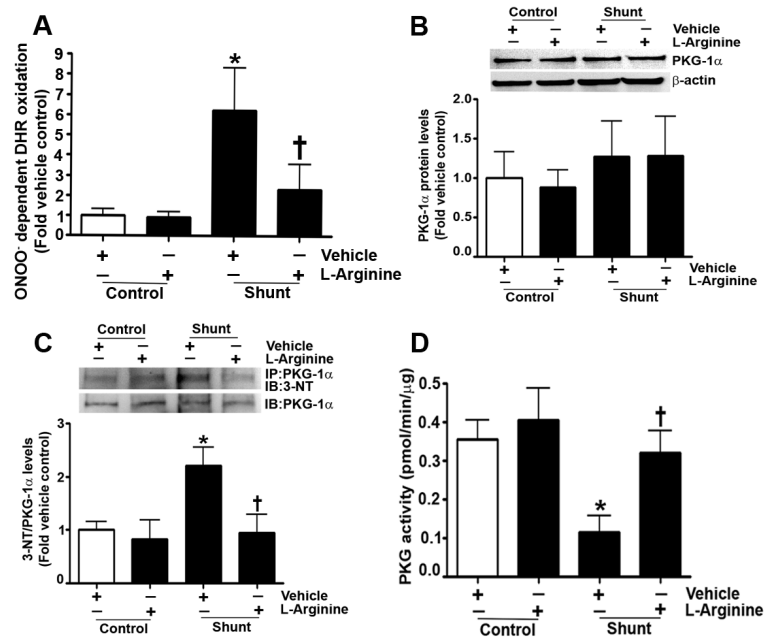 A
ONOO⁻ dependent DHR oxidation
(Fold vehicle control)
9
8
7
6
5
4
3
2
1
0
*
†
+ − + − Vehicle
− + − + L-Arginine
Control Shunt
B
Control Shunt
+ − + − Vehicle
− + − + L-Arginine
PKG-1α
β-actin
PKG-1α protein levels
(Fold vehicle control)
2.0
1.5
1.0
0.5
0.0
+ − + − Vehicle
− + − + L-Arginine
Control Shunt
C
Control Shunt
+ − + − Vehicle
− + − + L-Arginine
IP:PKG-1α
IB:3-NT
IB:PKG-1α
3-NT/PKG-1α levels
(Fold vehicle control)
3
2
1
0
*
†
+ − + − Vehicle
− + − + L-Arginine
Control Shunt
D
PKG activity (pmol/min/µg)
0.5
0.4
0.3
0.2
0.1
0.0
*
†
+ − + − Vehicle
− + − + L-Arginine
Control Shunt